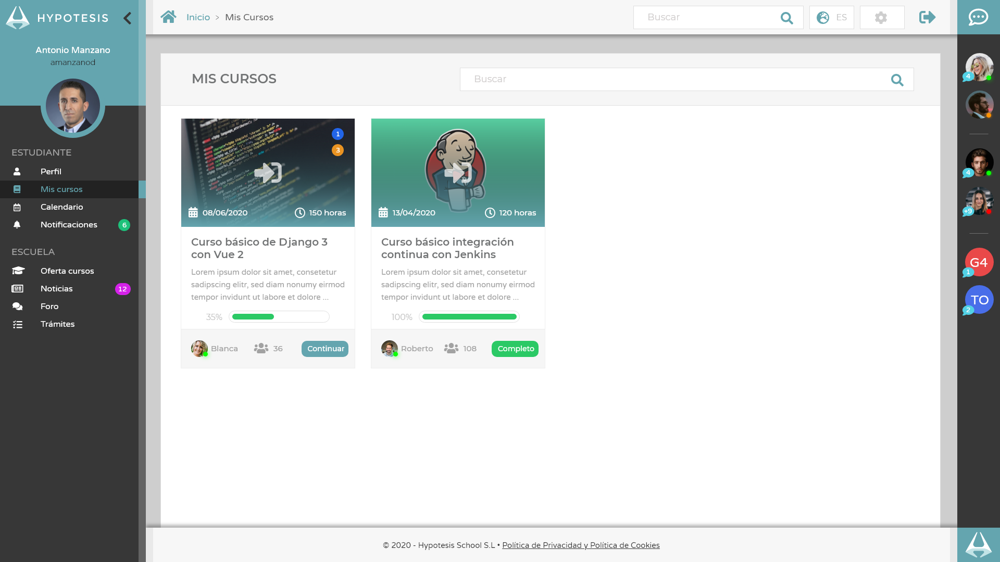 HYPOTESIS
Antonio Manzano
amanzanod
ESTUDIANTE
Perfil
Mis cursos
Calendario
Notificaciones 6
ESCUELA
Oferta cursos
Noticias 12
Foro
Trámites
Inicio > Mis Cursos
Buscar
ES
MIS CURSOS
Buscar
1
3
08/06/2020 150 horas
Curso básico de Django 3
con Vue 2
Lorem ipsum dolor sit amet, consetetur
sadipscing elitr, sed diam nonumy eirmod
tempor invidunt ut labore et dolore ...
35%
Blanca 36 Continuar
13/04/2020 120 horas
Curso básico integración
continua con Jenkins
Lorem ipsum dolor sit amet, consetetur
sadipscing elitr, sed diam nonumy eirmod
tempor invidunt ut labore et dolore ...
100%
Roberto 108 Completo
4
4
+9
G4
1
TO
2
© 2020 - Hypotesis School S.L • Política de Privacidad y Política de Cookies